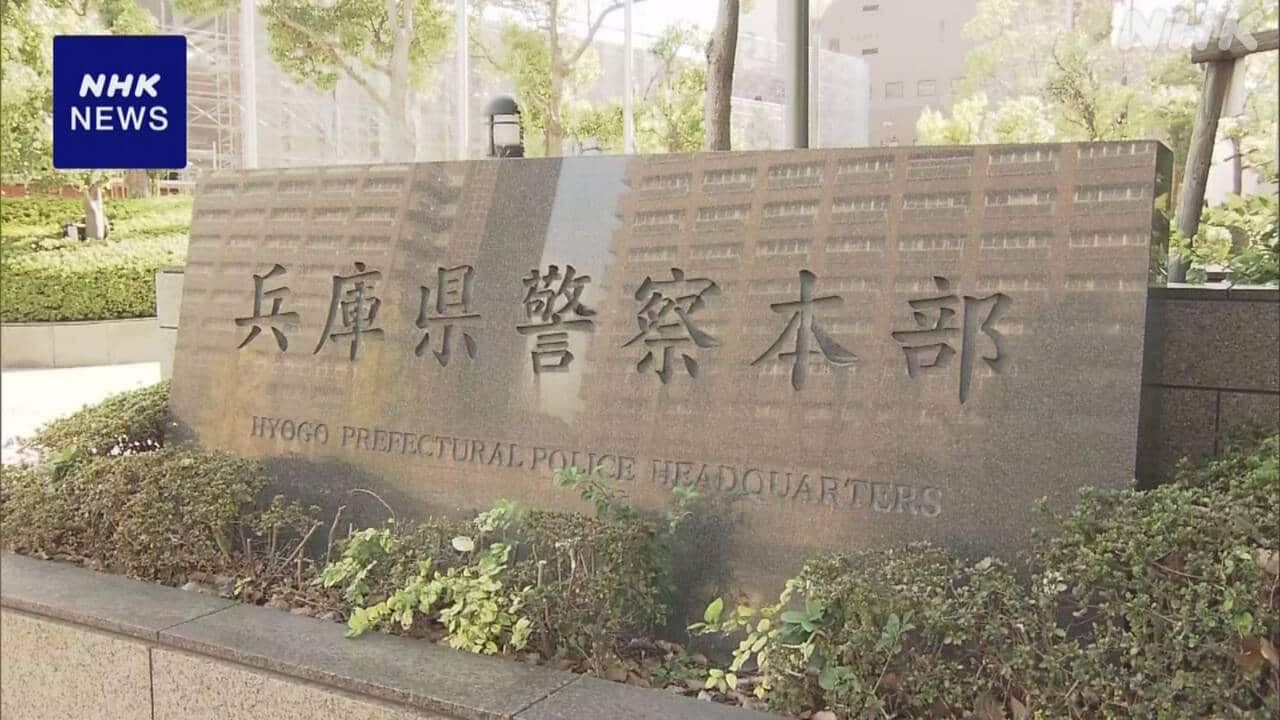 NHK
NEWS
NHK
兵庫県警察本部
HYOGO PREFECTURAL POLICE HEADQUARTERS